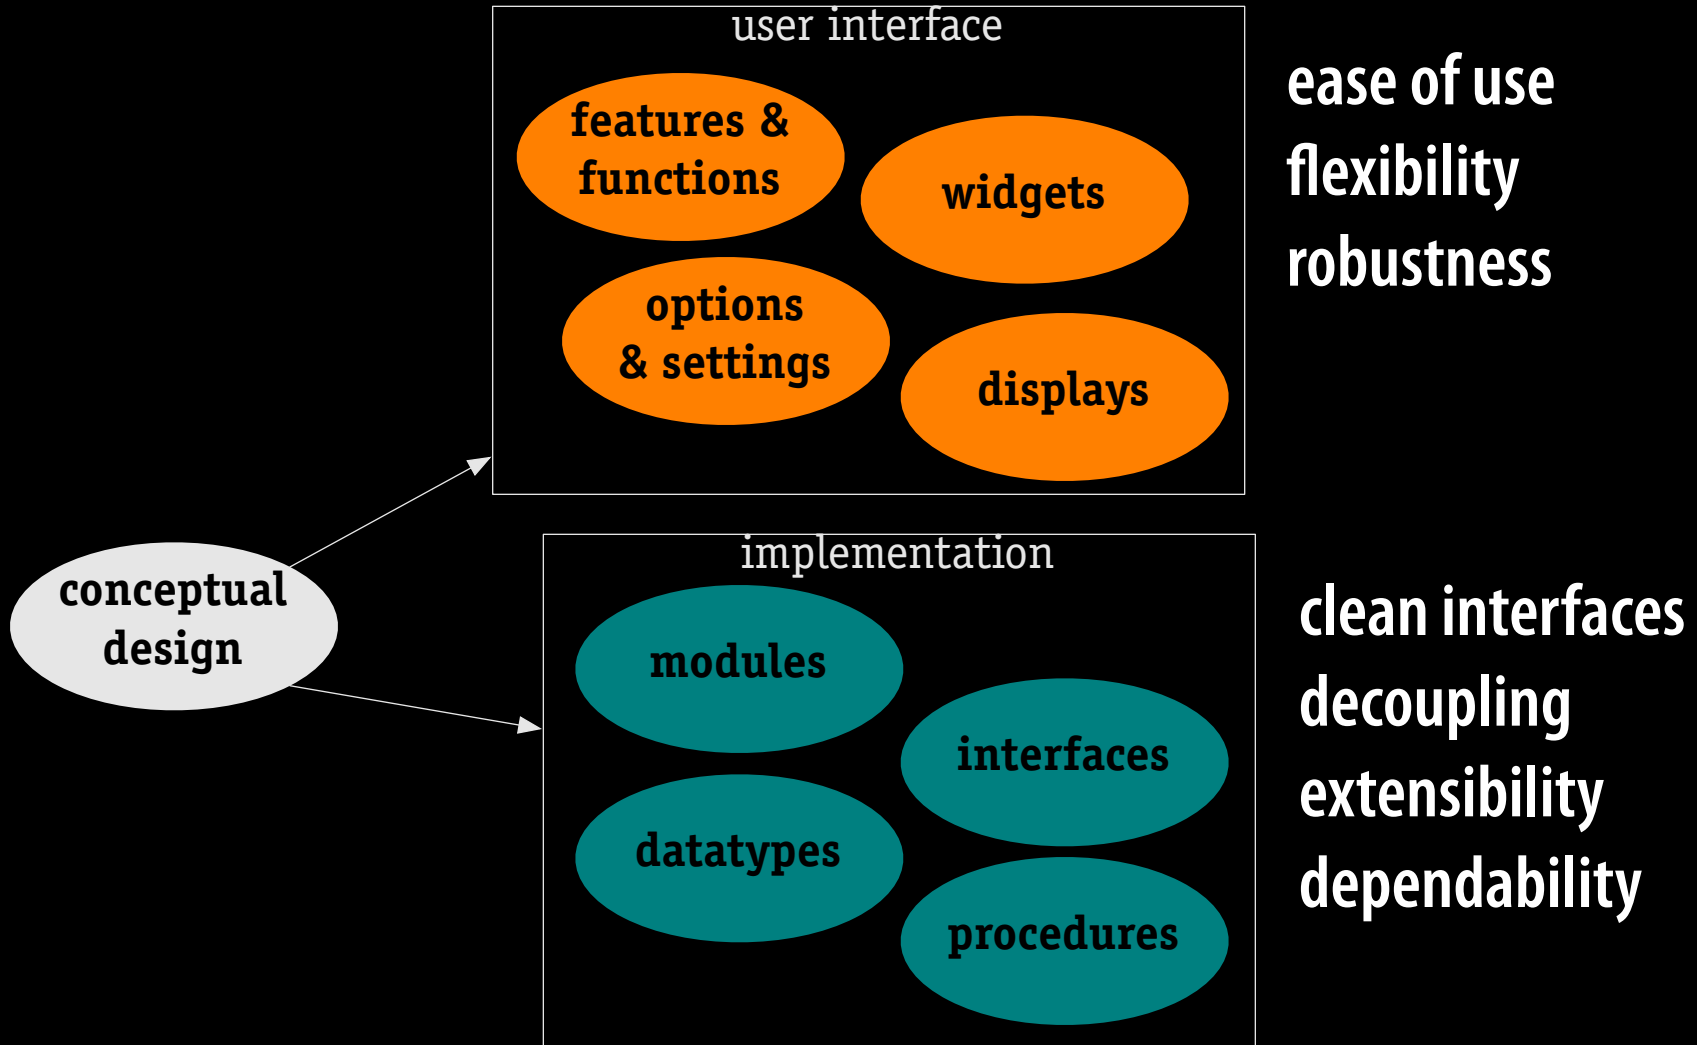 user interface
features &
functions
widgets
options
& settings
displays
ease of use
flexibility
robustness
conceptual
design
implementation
modules
interfaces
datatypes
procedures
clean interfaces
decoupling
extensibility
dependability